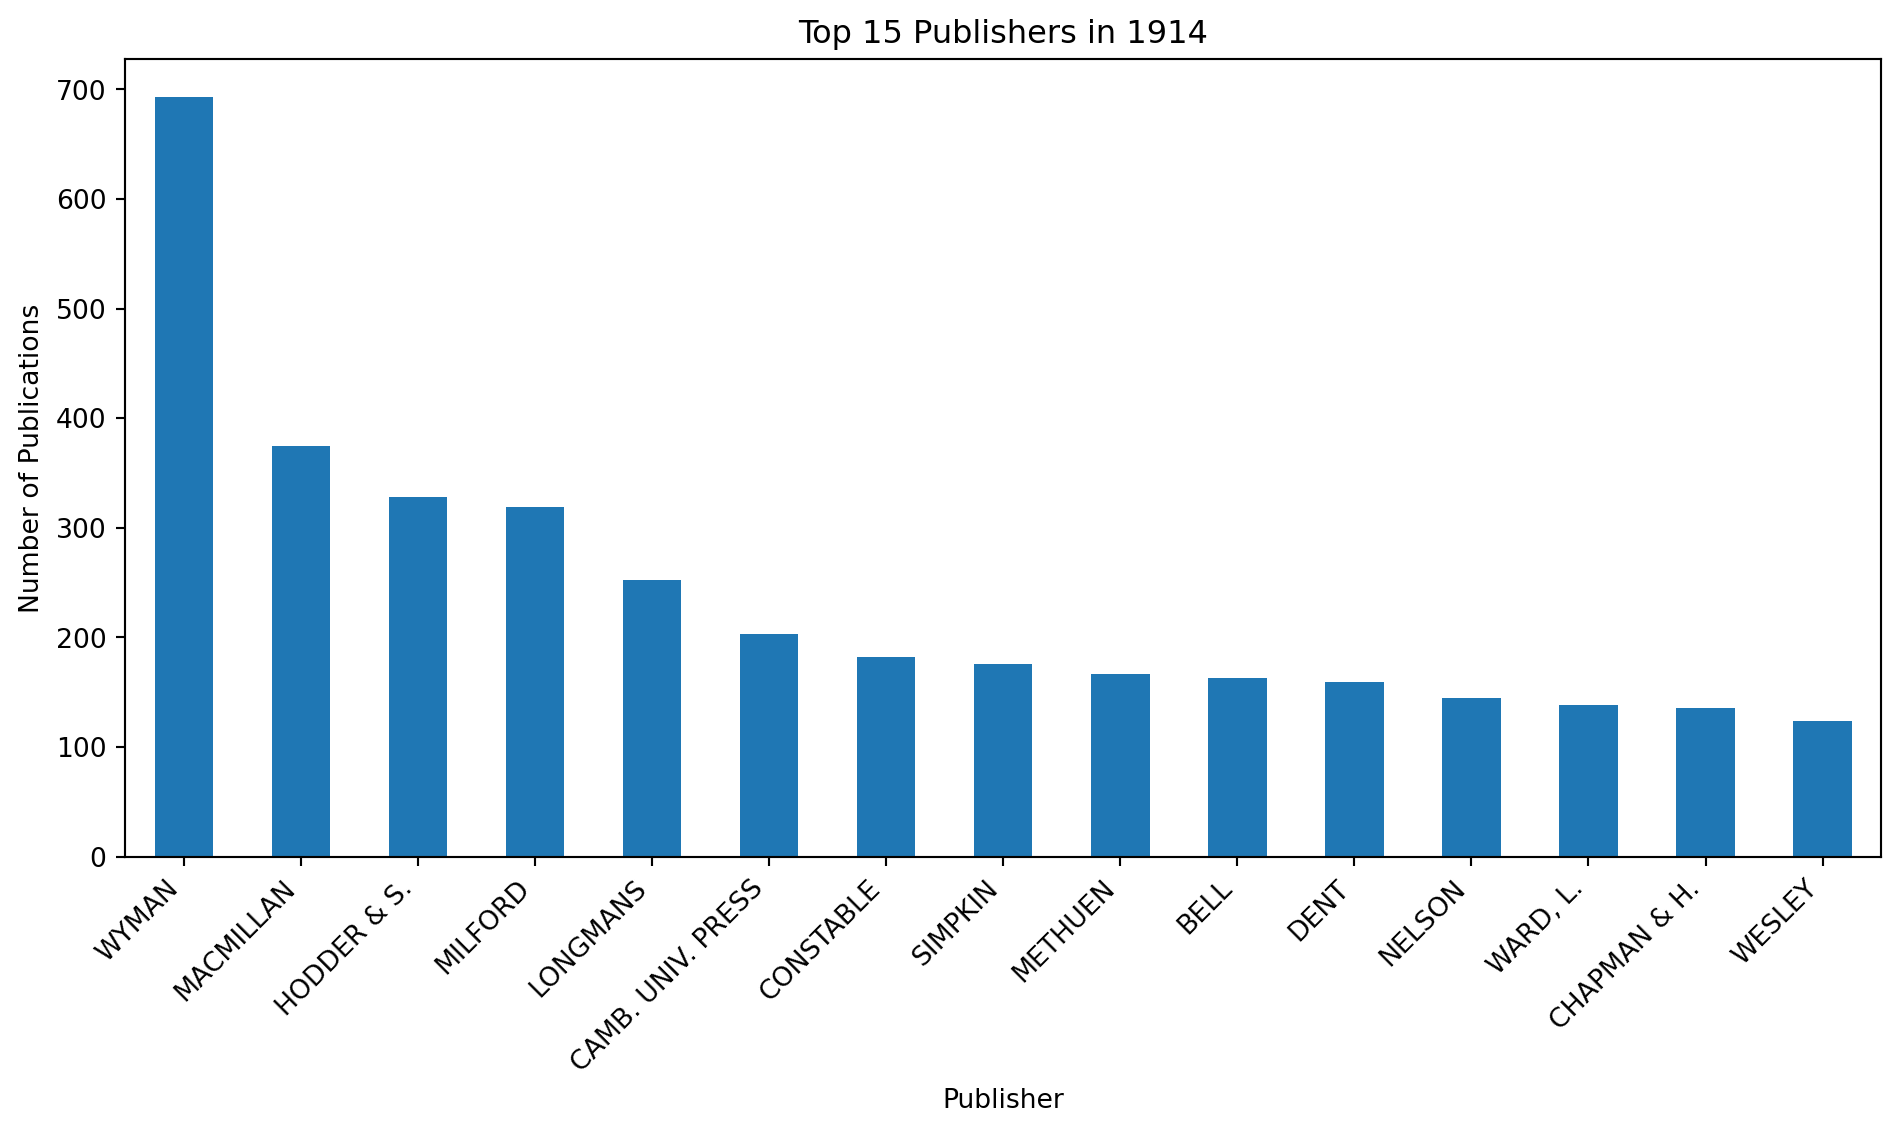 Top 15 Publishers in 1914
Number of Publications
700
600
500
400
300
200
100
0
WYMAN
MACMILLAN
HODDER & S.
MILFORD
LONGMANS
CAMB. UNIV. PRESS
CONSTABLE
SIMPKIN
METHUEN
BELL
DENT
NELSON
WARD, L.
CHAPMAN & H.
WESLEY
Publisher